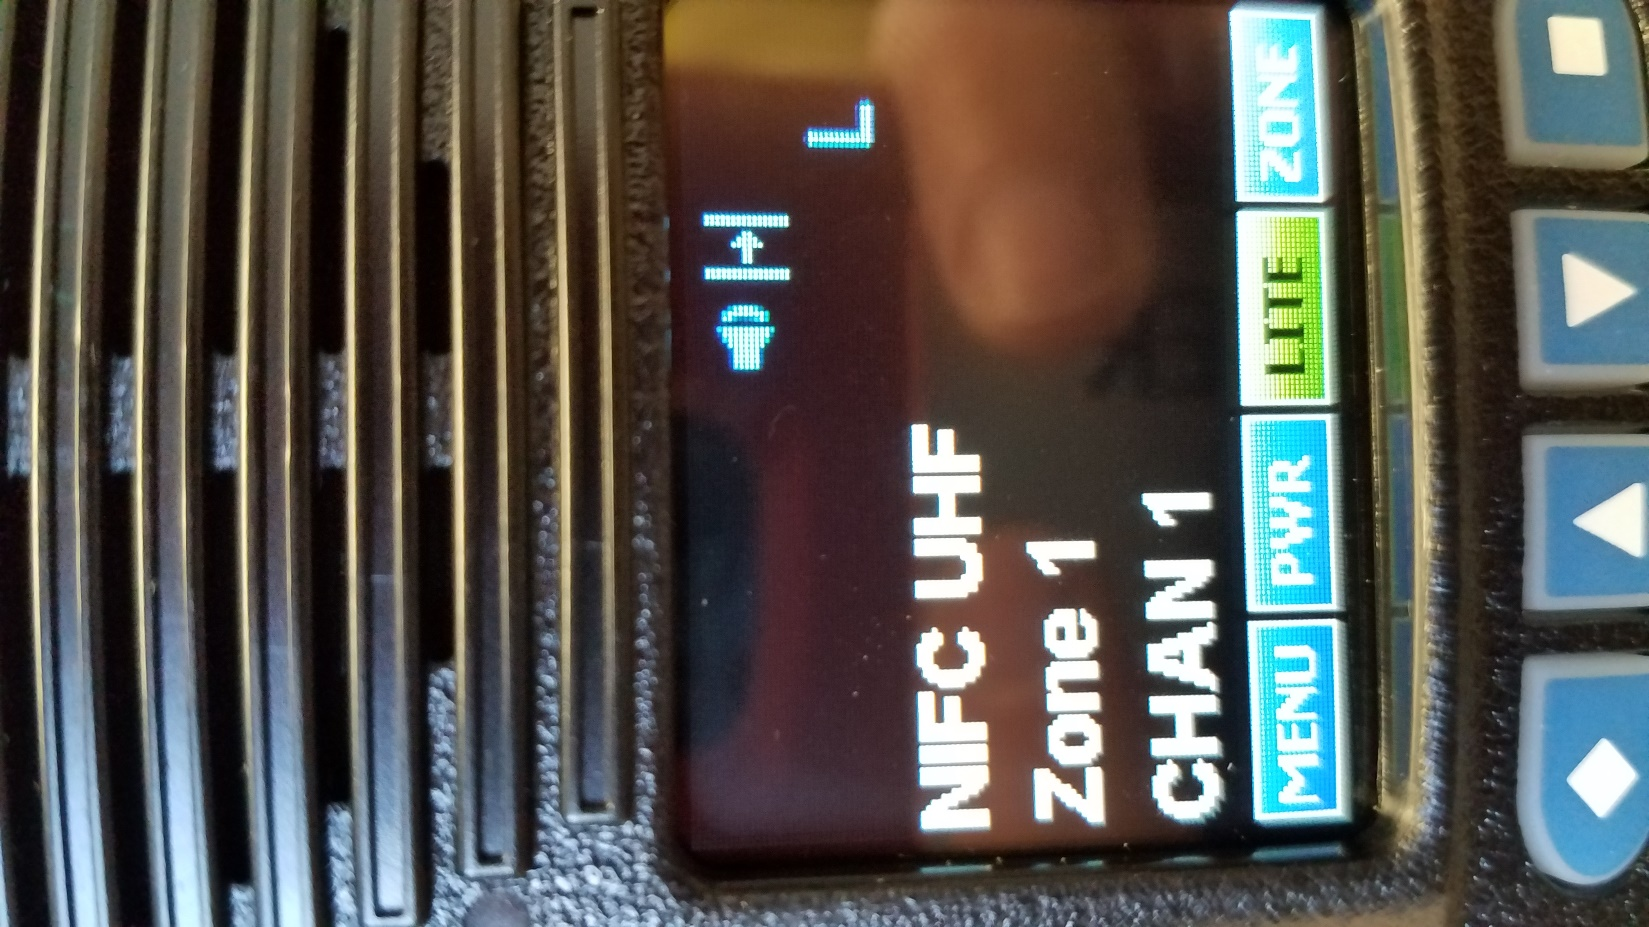 L
NIFC UHF
Zone 1
CHAN 1
MENU PWR LITE ZONE